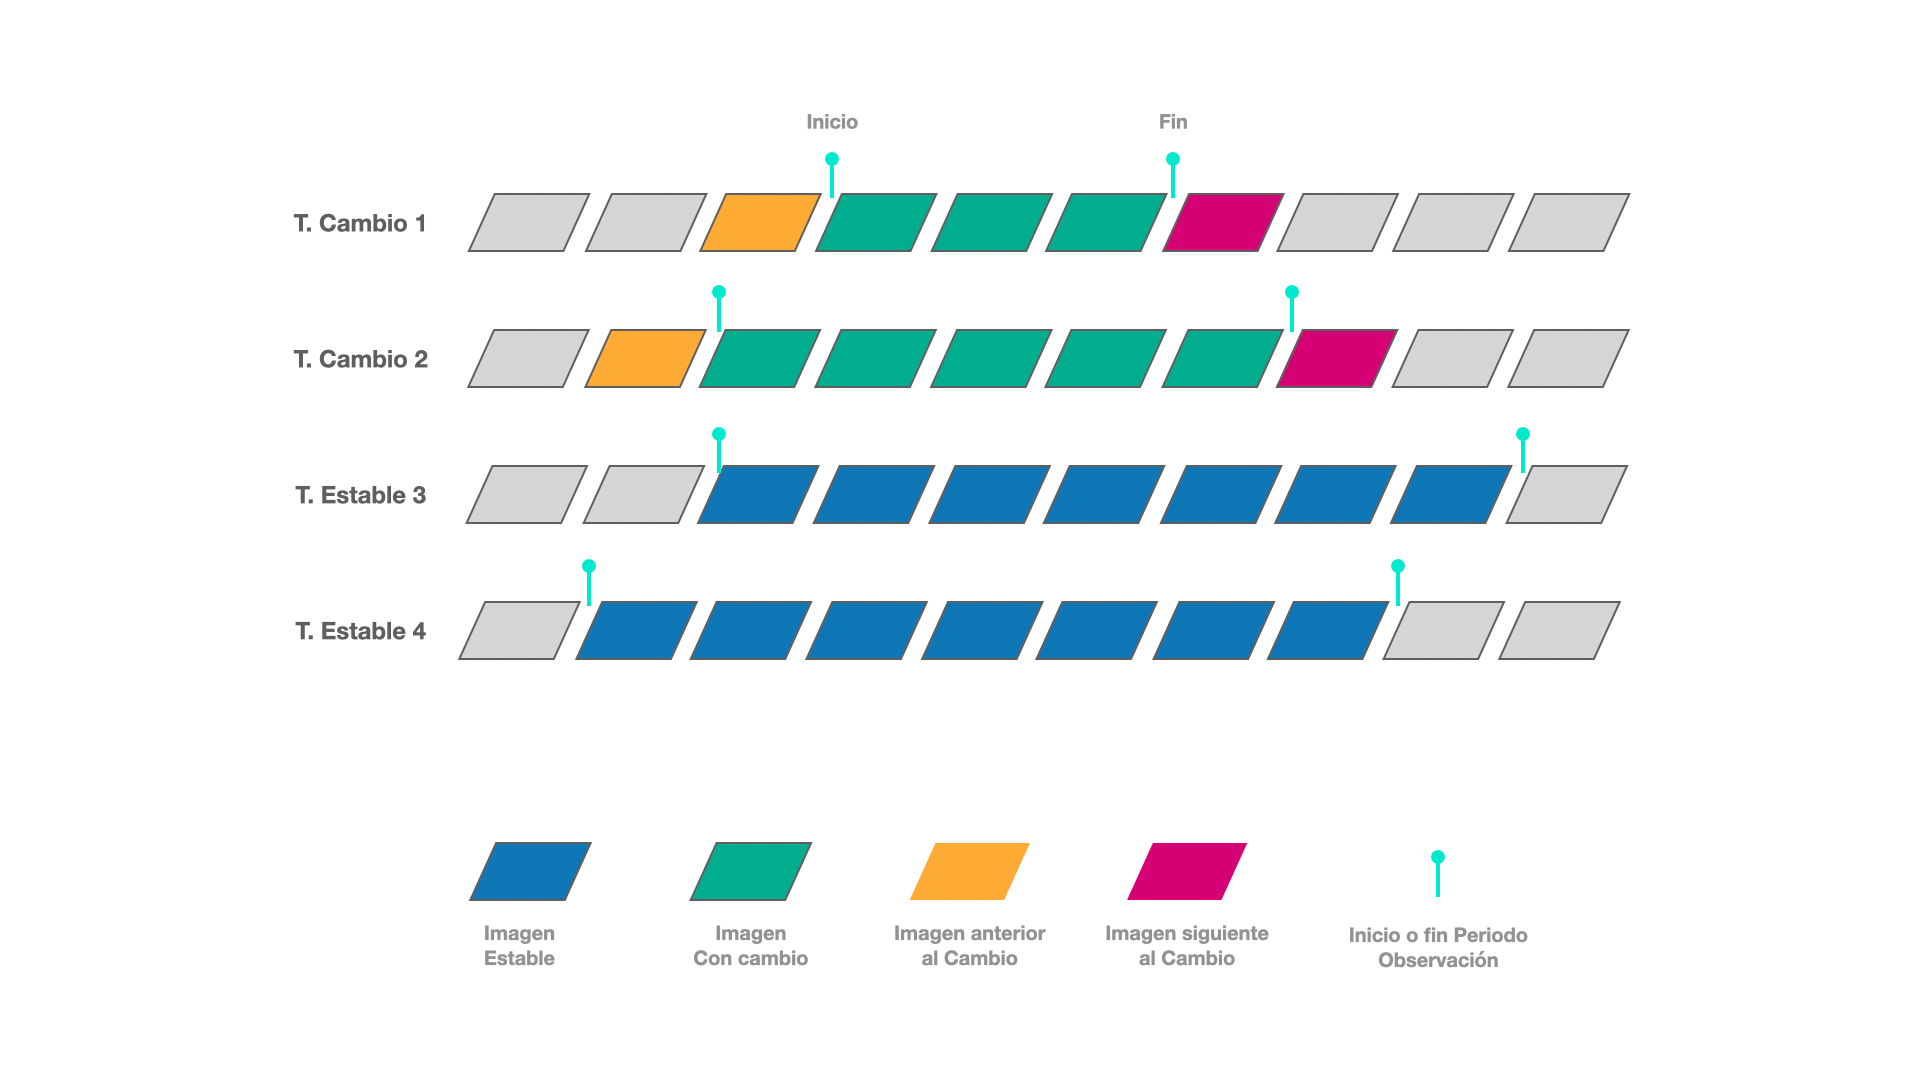 Inicio
Fin
T. Cambio 1
T. Cambio 2
T. Estable 3
T. Estable 4
Imagen
Estable
Imagen
Con cambio
Imagen anterior
al Cambio
Imagen siguiente
al Cambio
Inicio o fin Periodo
Observación